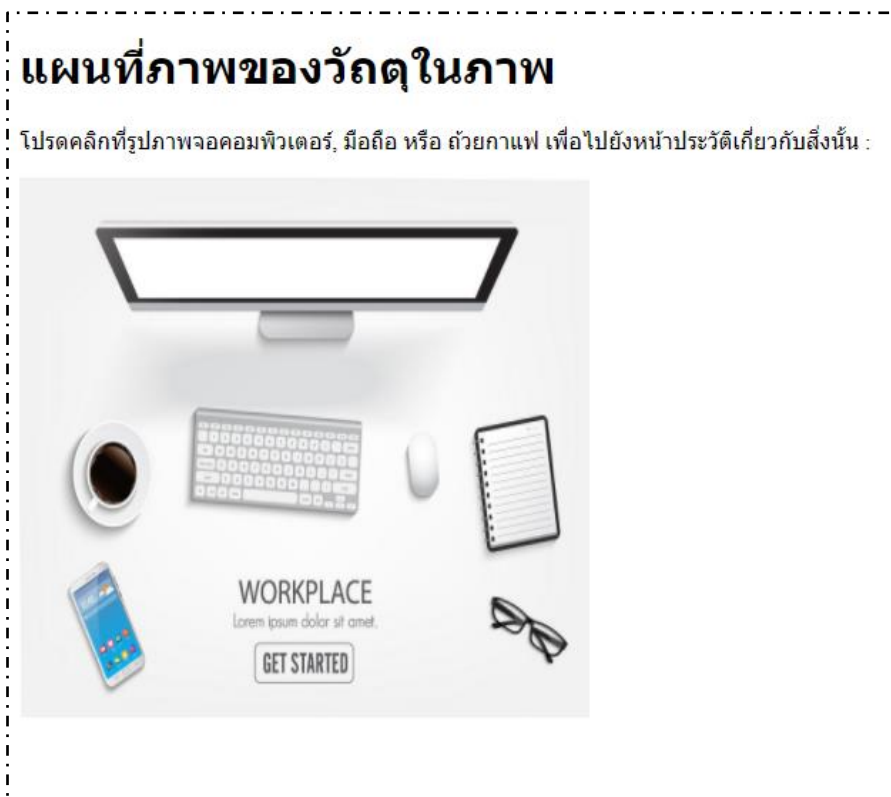 แผนที่ภาพของวัถตุในภาพ
โปรดคลิกที่รูปภาพจอคอมพิวเตอร์, มือถือ หรือ ถ้วยกาแฟ เพื่อไปยังหน้าประวัติเกี่ยวกับสิ่งนั้น :
WORKPLACE
Lorem ipsum dolor sit amet.
GET STARTED